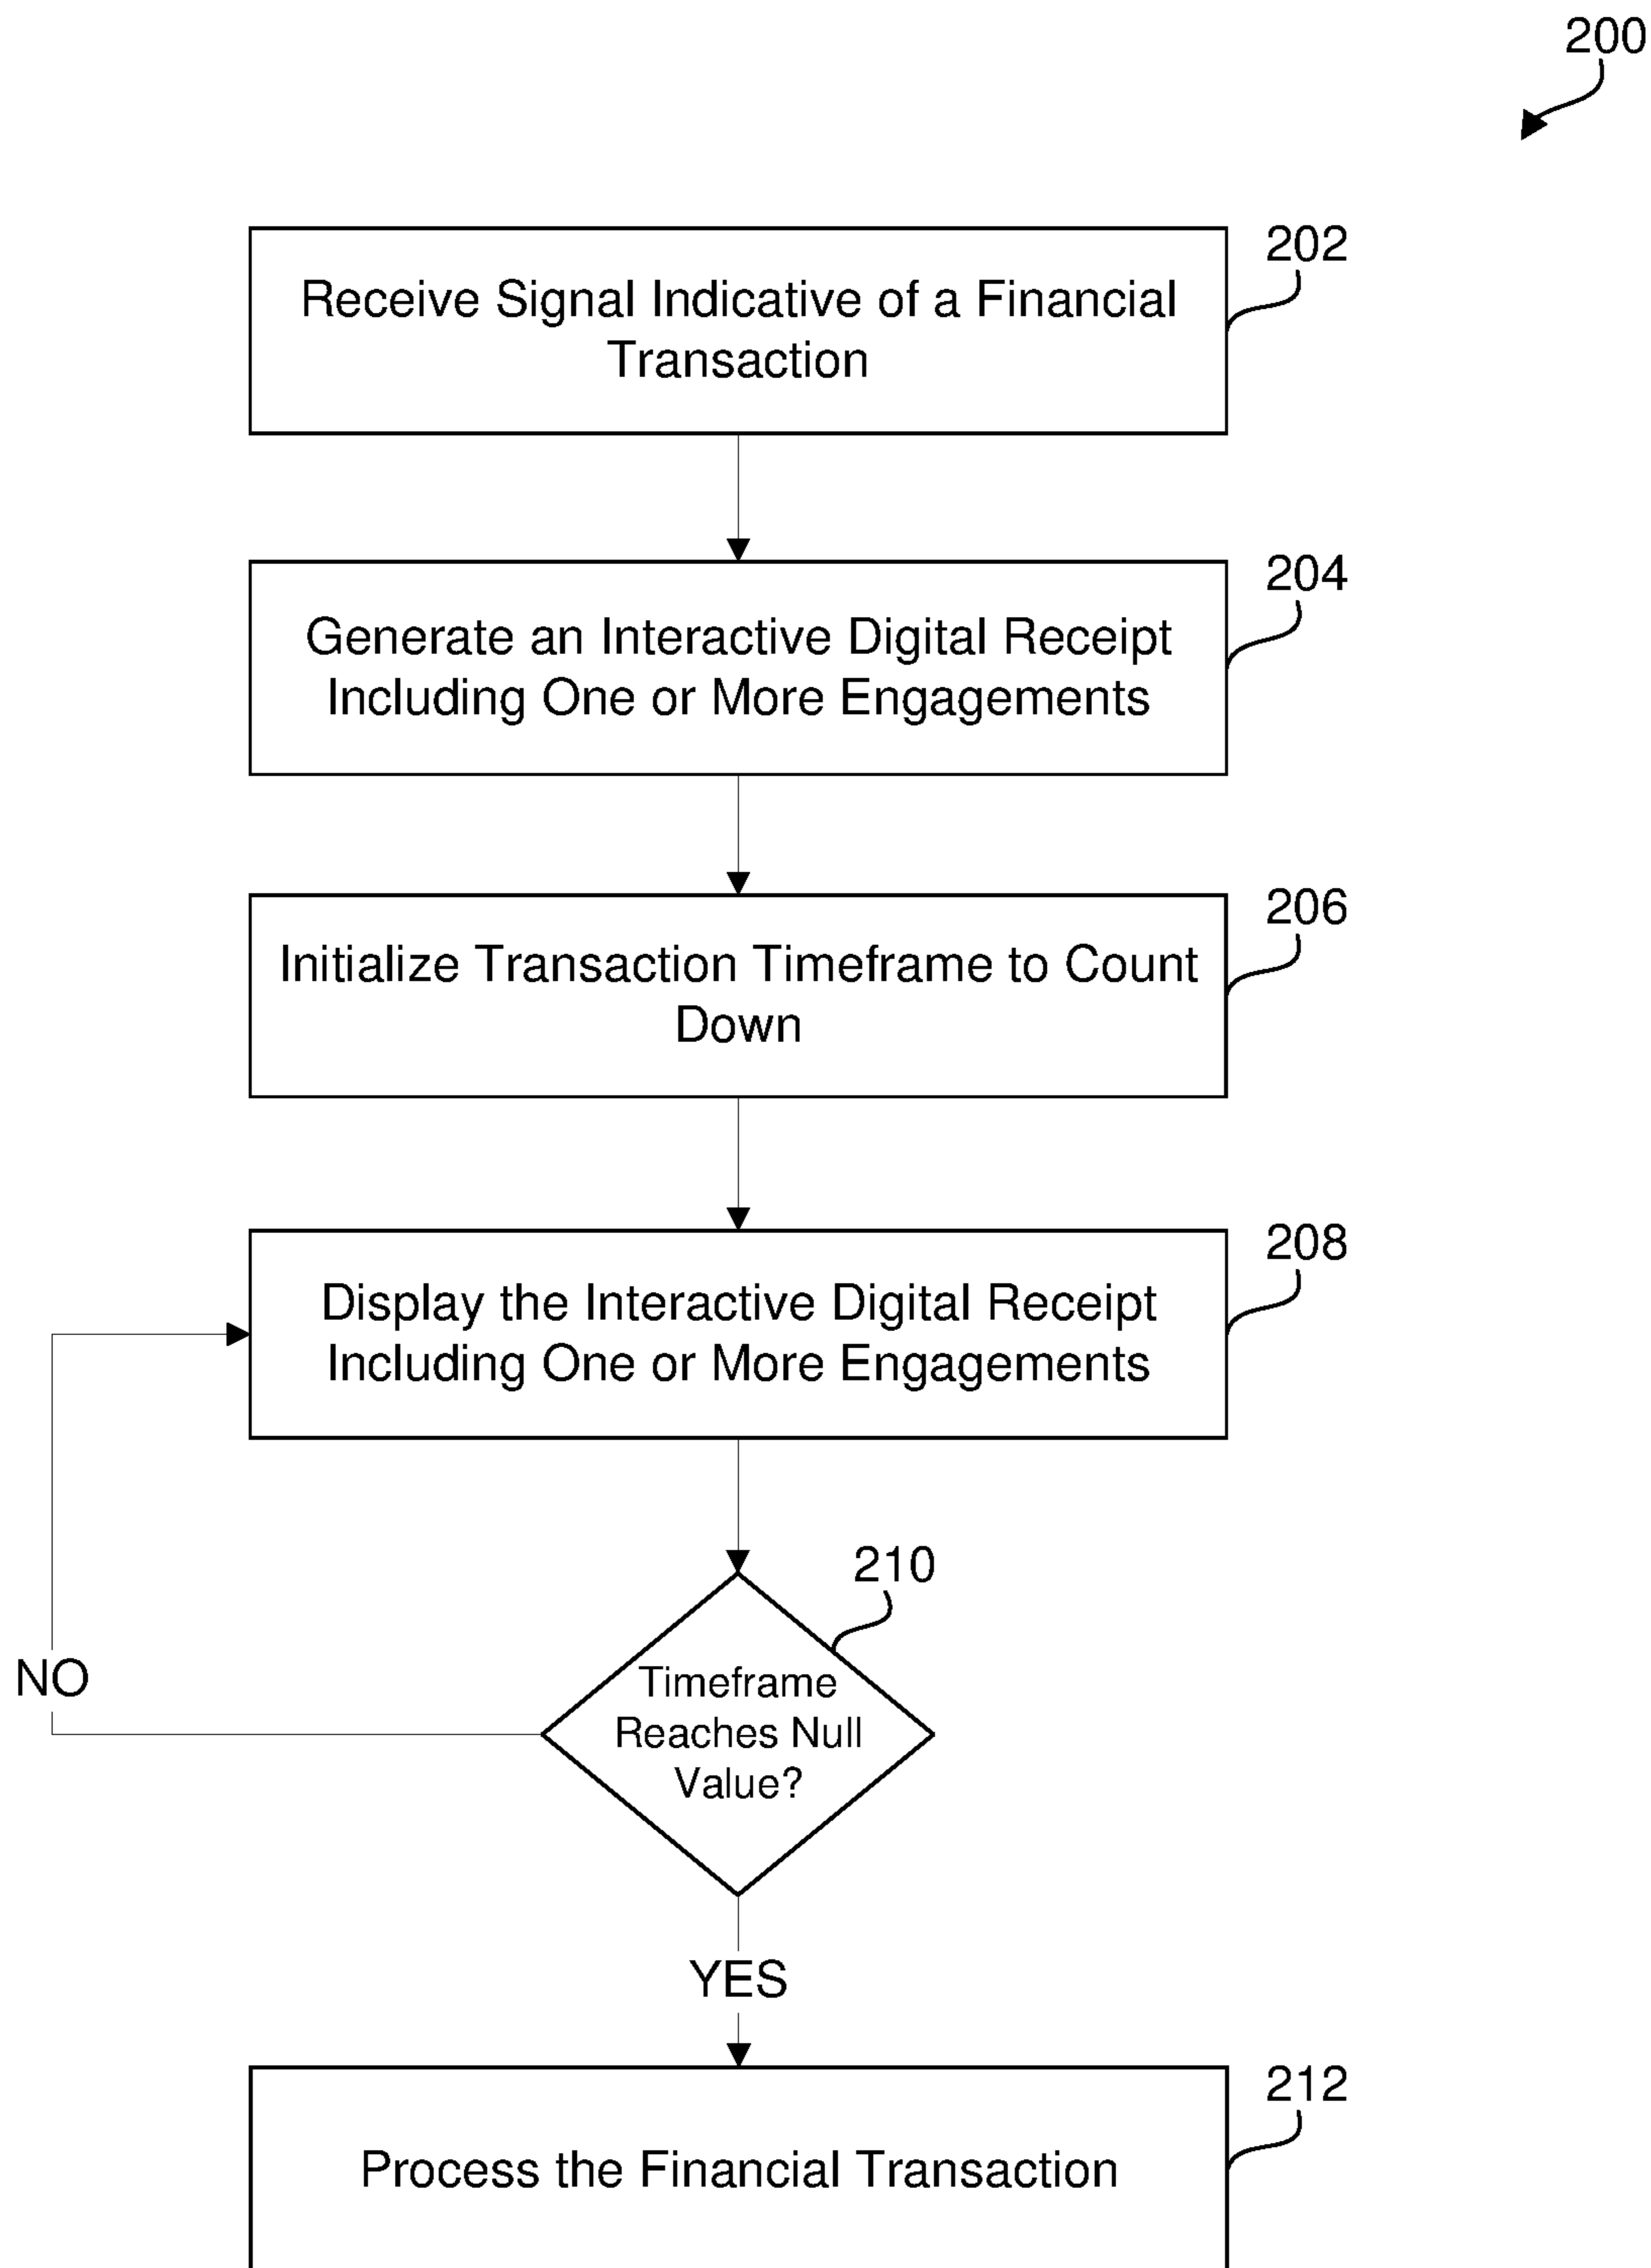 200
202
Receive Signal Indicative of a Financial
Transaction
204
Generate an Interactive Digital Receipt
Including One or More Engagements
206
Initialize Transaction Timeframe to Count
Down
208
Display the Interactive Digital Receipt
Including One or More Engagements
210
Timeframe
Reaches Null
Value?
NO
YES
212
Process the Financial Transaction